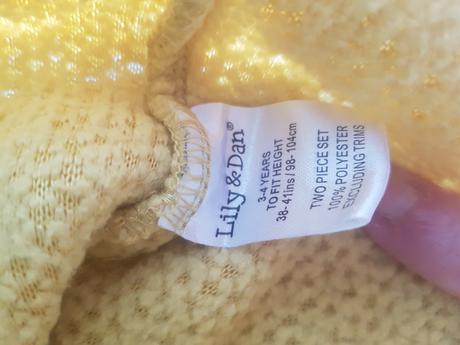 Lily & Dan®
3-4 YEARS
TO FIT HEIGHT
38- 41ins / 98- 104cm
TWO PIECE SET
100% POLYESTER
EXCLUDING TRIMS